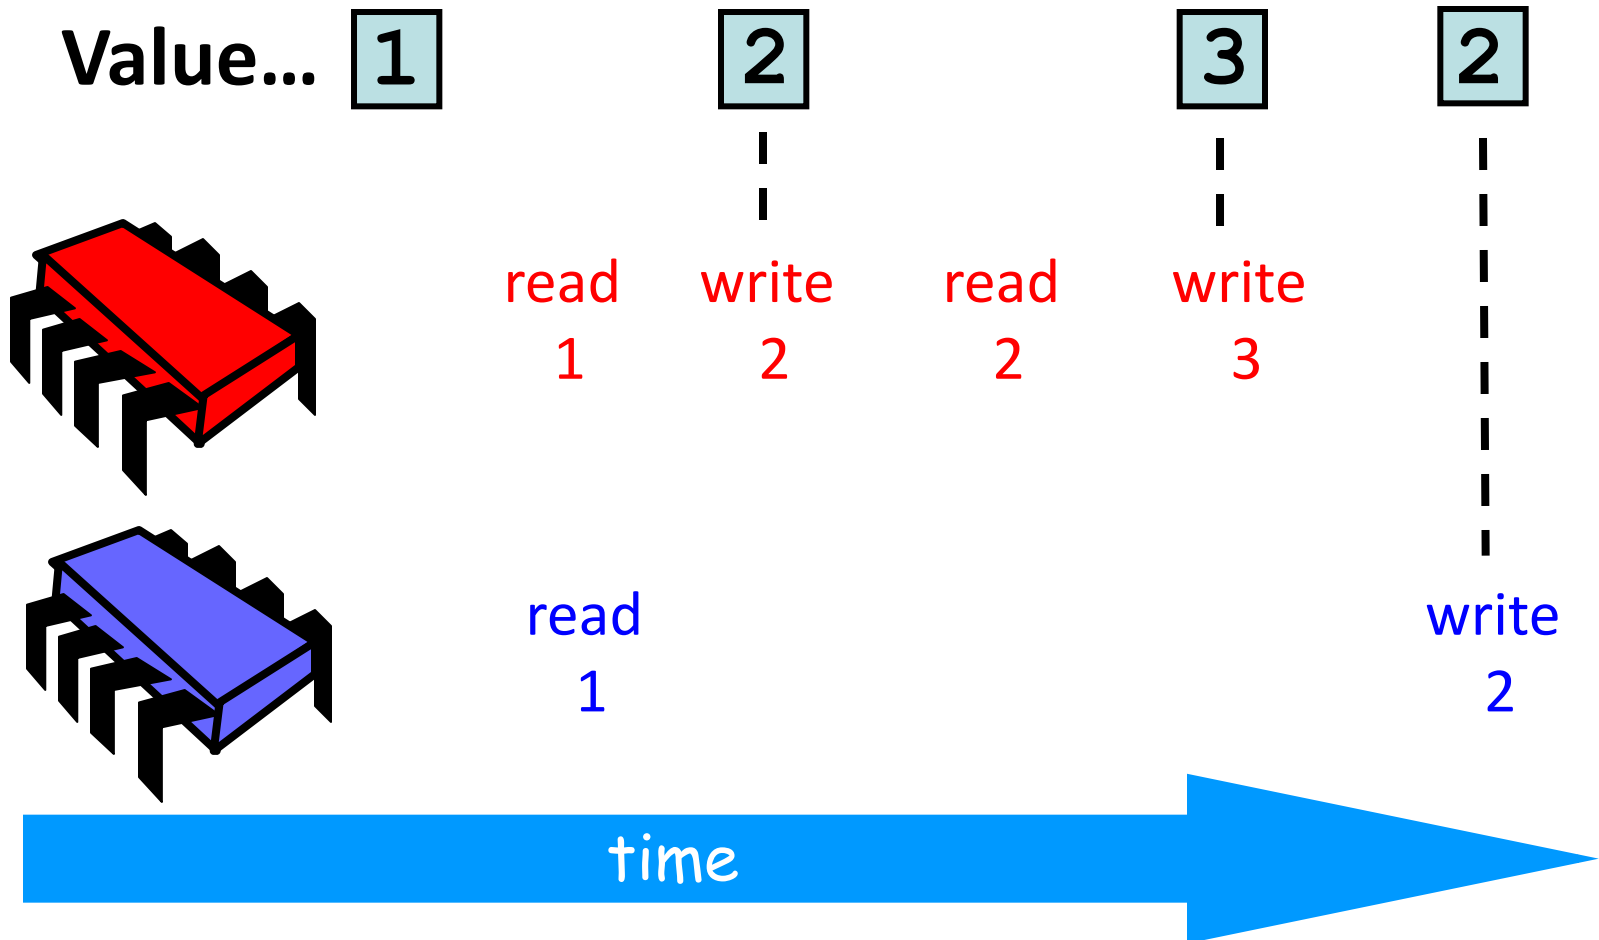 Value… 1 2 3 2
read write read write
1 2 2 3
read write
1 2
time